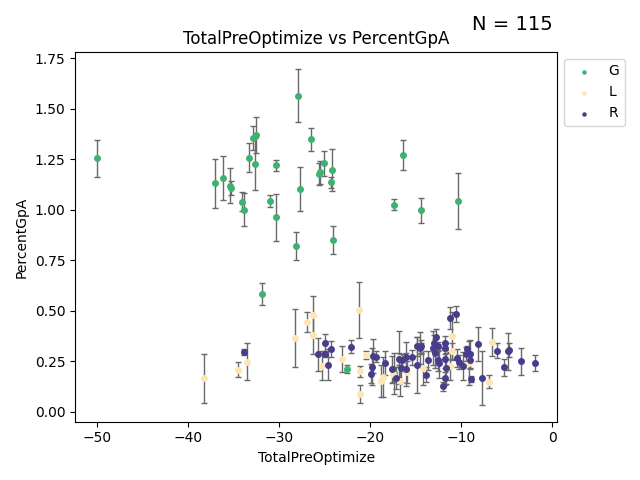 N = 115
TotalPreOptimize vs PercentGpA
1.75
1.50
1.25
1.00
0.75
0.50
0.25
0.00
PercentGpA
−50
−40
−30
−20
−10
0
TotalPreOptimize
G
L
R